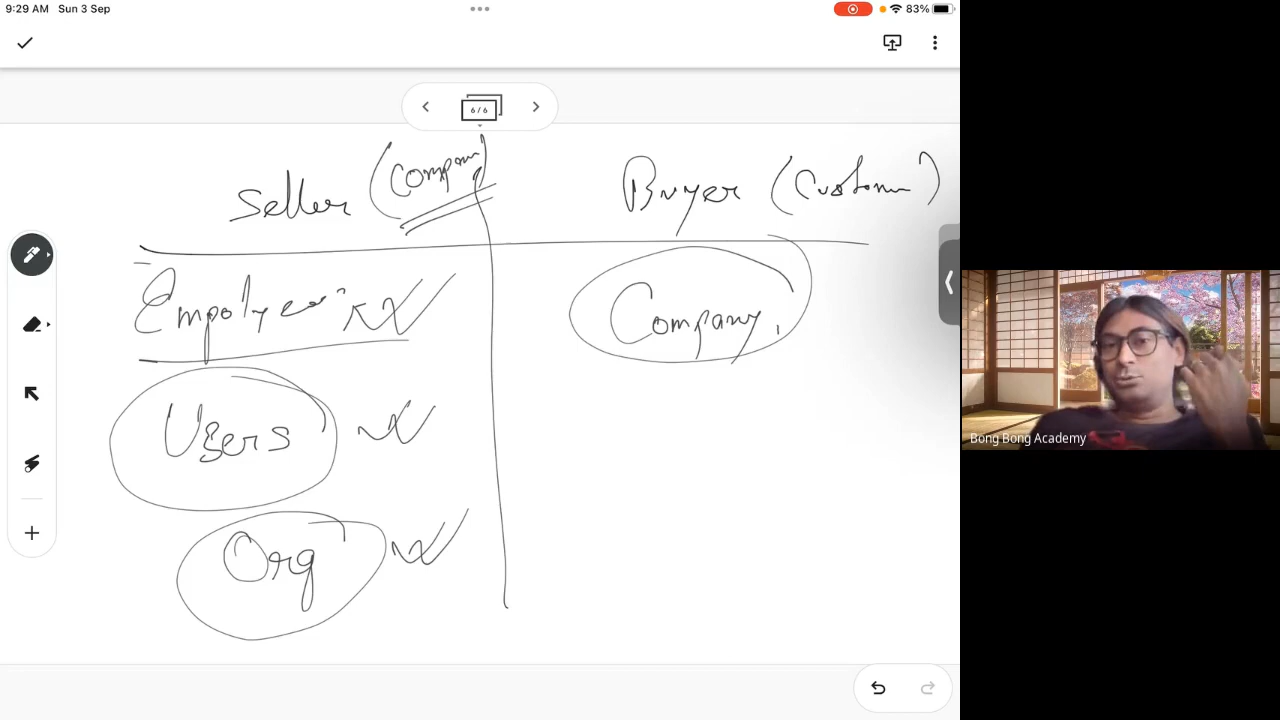 9:29 AM Sun 3 Sep
83%
6/6
Seller (Company)
Buyer (Customer)
Empolyees
Company.
Users
Org
Bong Bong Academy